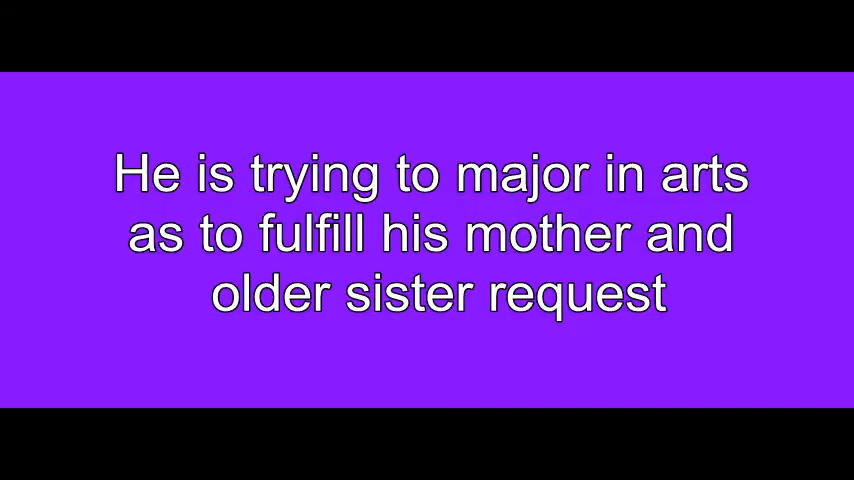 He is trying to major in arts
as to fulfill his mother and
older sister request